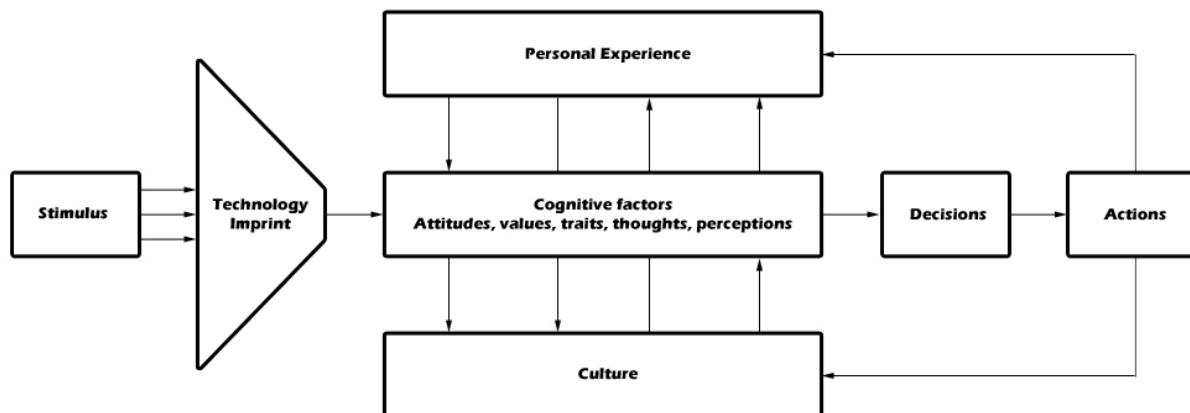 Personal Experience
Stimulus
Technology
Imprint
Cognitive factors
Attitudes, values, traits, thoughts, perceptions
Decisions
Actions
Culture